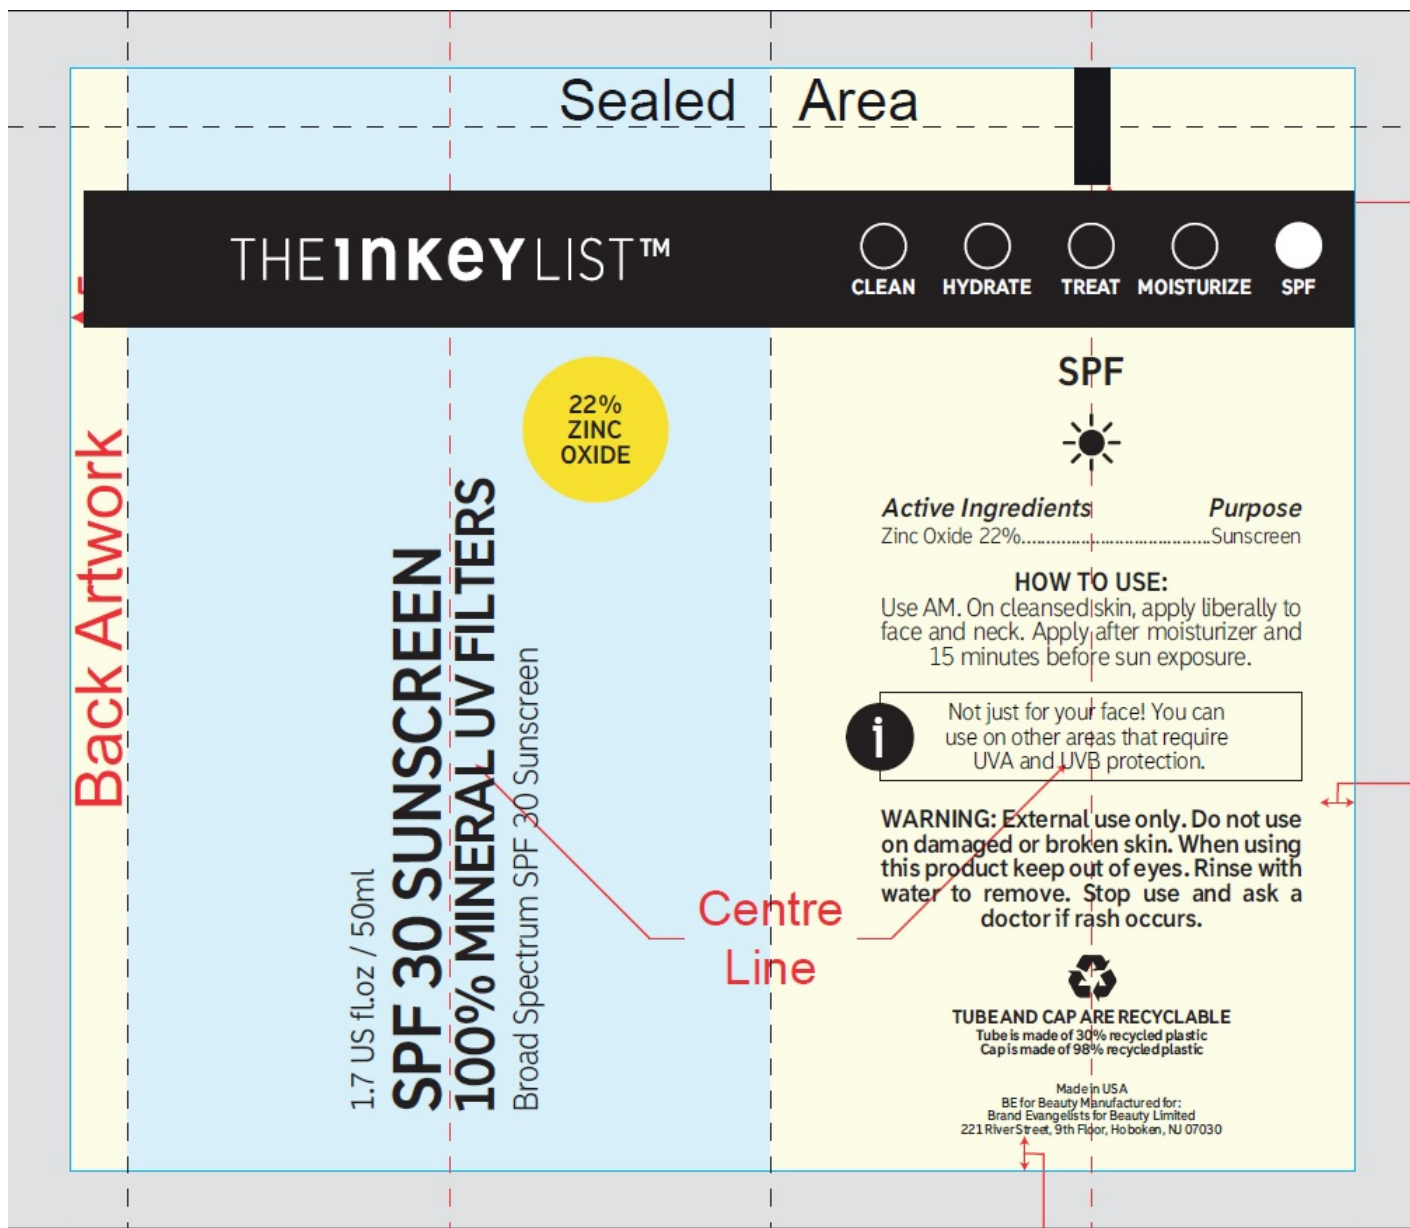 Sealed Area
THE INKEY LIST™
CLEAN HYDRATE TREAT MOISTURIZE SPF
Back Artwork
22%
ZINC
OXIDE
1.7 US fl.oz / 50ml
SPF 30 SUNSCREEN
100% MINERAL UV FILTERS
Broad Spectrum SPF 30 Sunscreen
Centre
Line
SPF
Active Ingredients Purpose
Zinc Oxide 22%......................................Sunscreen
HOW TO USE:
Use AM. On cleansed skin, apply liberally to
face and neck. Apply after moisturizer and
15 minutes before sun exposure.
i
Not just for your face! You can
use on other areas that require
UVA and UVB protection.
WARNING: External use only. Do not use
on damaged or broken skin. When using
this product keep out of eyes. Rinse with
water to remove. Stop use and ask a
doctor if rash occurs.
TUBE AND CAP ARE RECYCLABLE
Tube is made of 30% recycled plastic
Cap is made of 98% recycled plastic
Made in USA
BE for Beauty Manufactured for:
Brand Evangelists for Beauty Limited
221 River Street, 9th Floor, Hoboken, NJ 07030